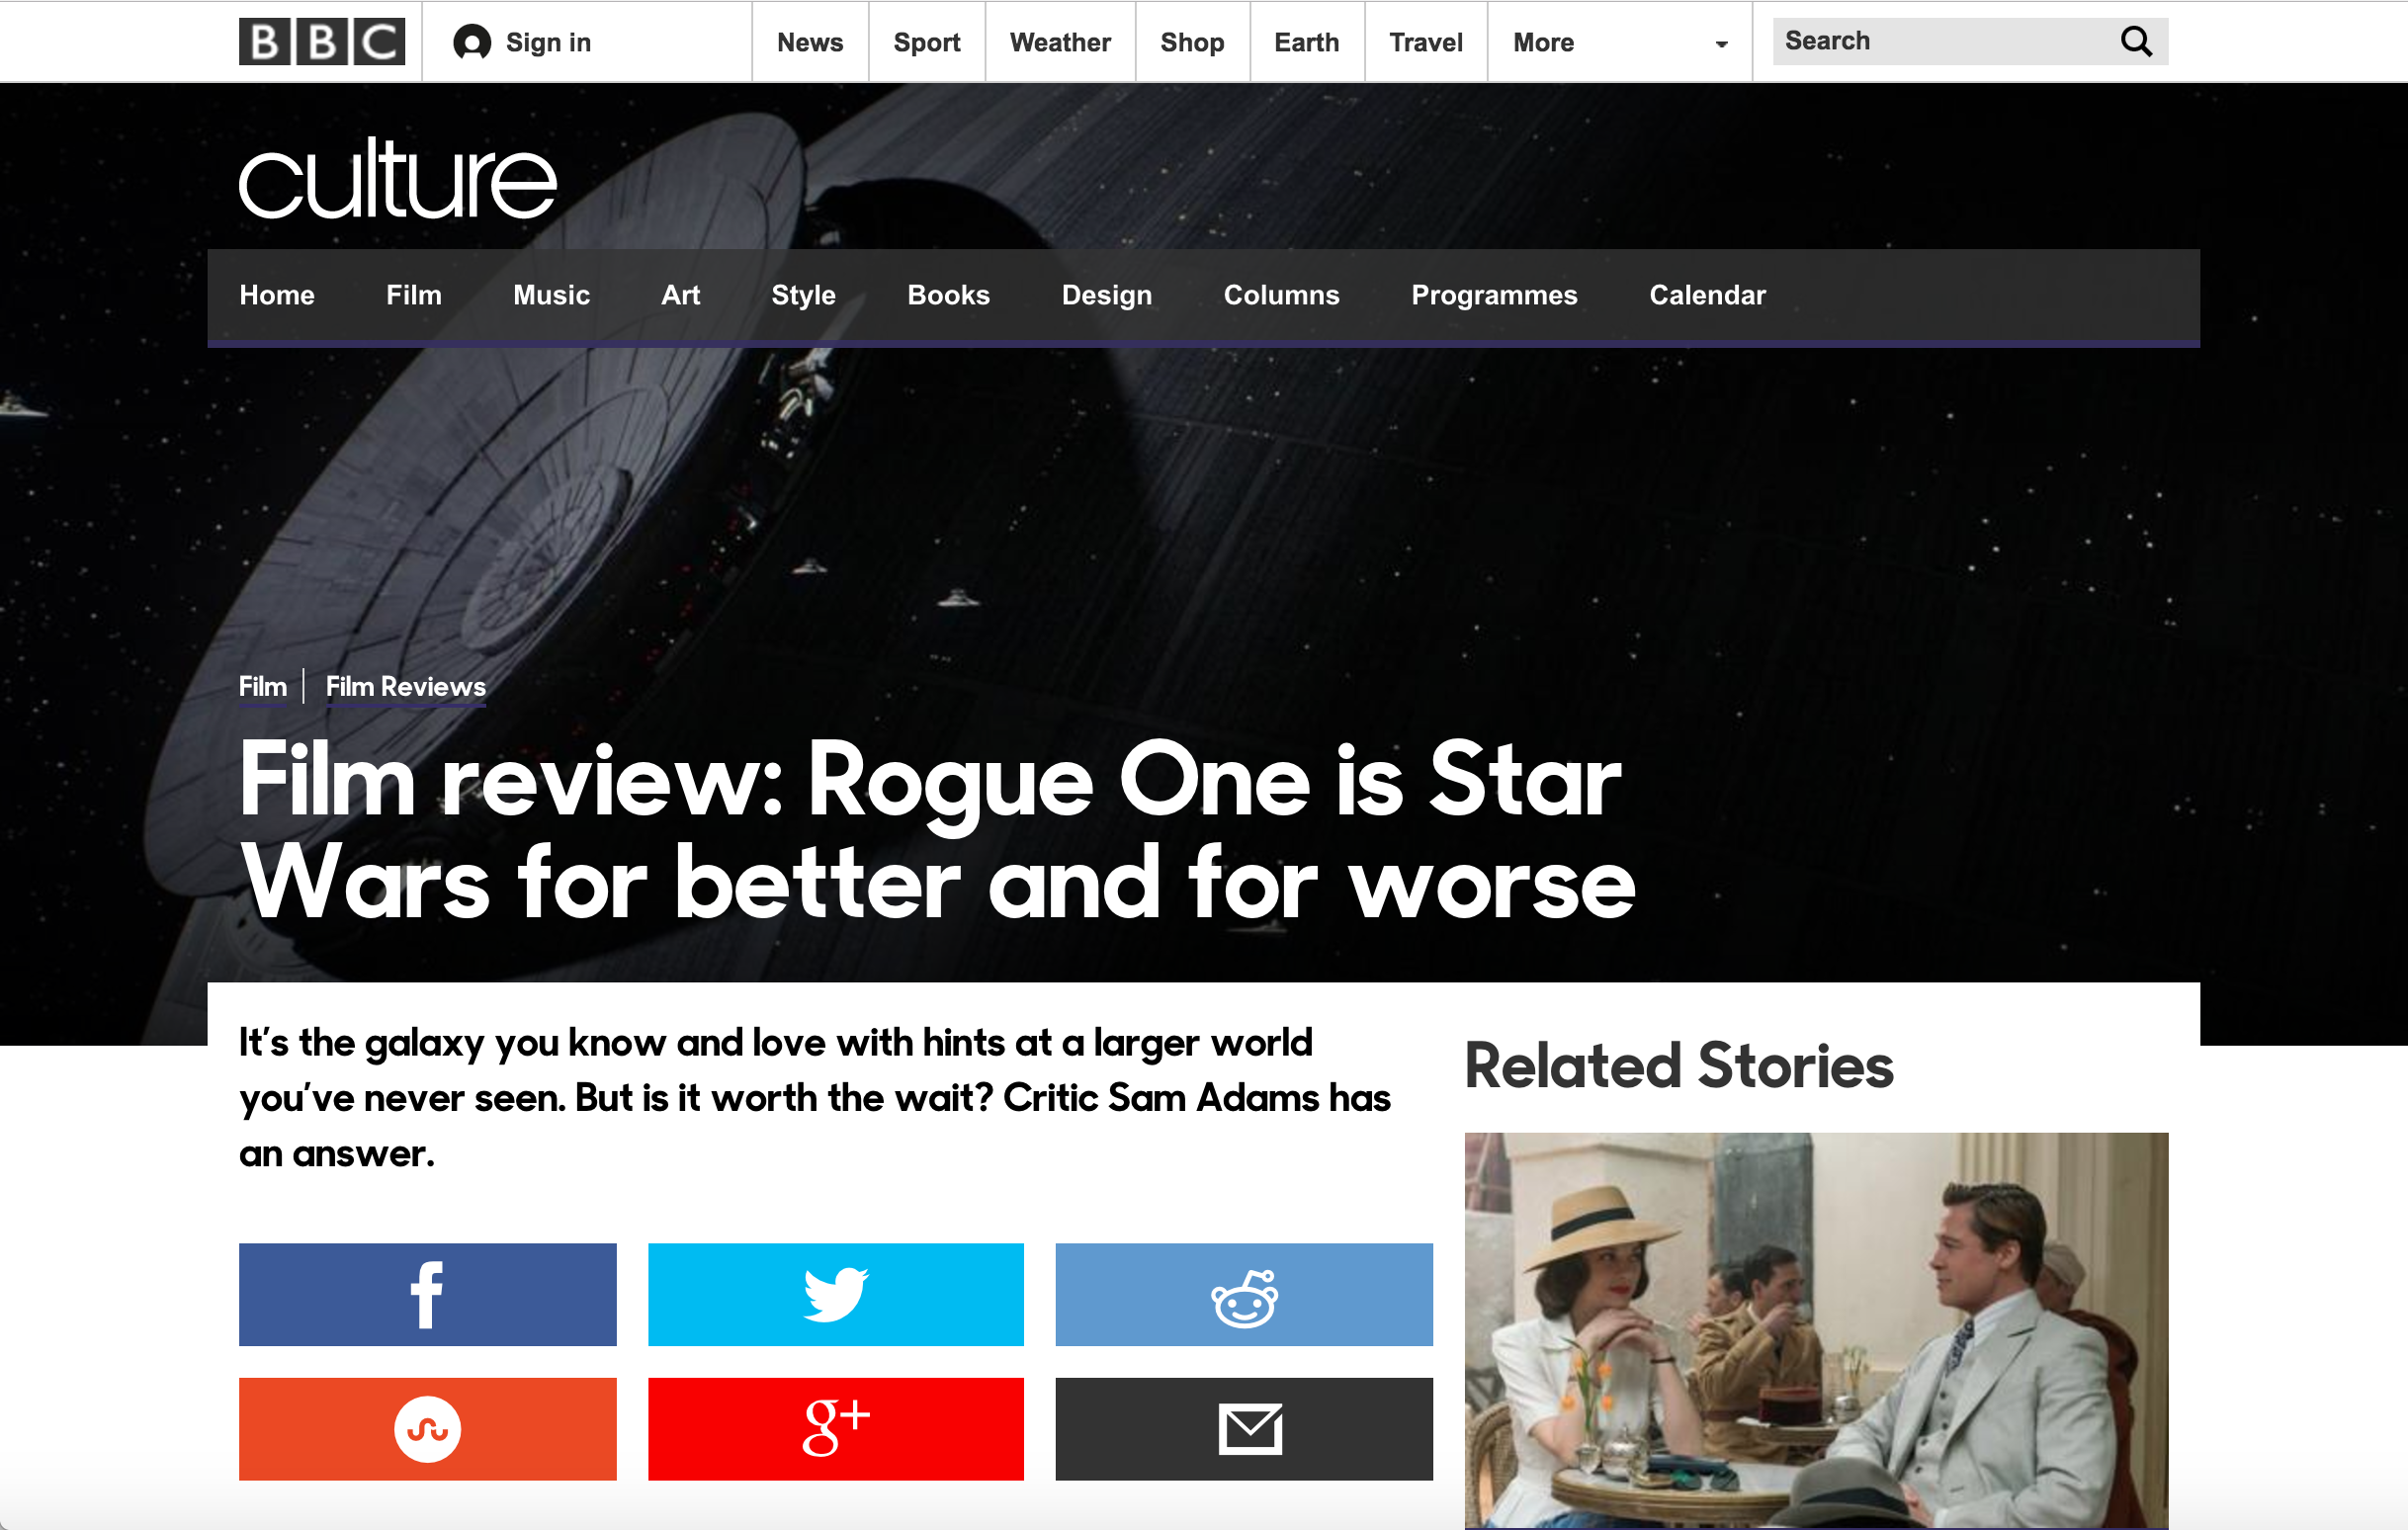 BBC
Sign in
News
Sport
Weather
Shop
Earth
Travel
More
Search
culture
Home
Film
Music
Art
Style
Books
Design
Columns
Programmes
Calendar
Film
Film Reviews
Film review: Rogue One is Star
Wars for better and for worse
It’s the galaxy you know and love with hints at a larger world
you’ve never seen. But is it worth the wait? Critic Sam Adams has
an answer.
Related Stories
f
g+